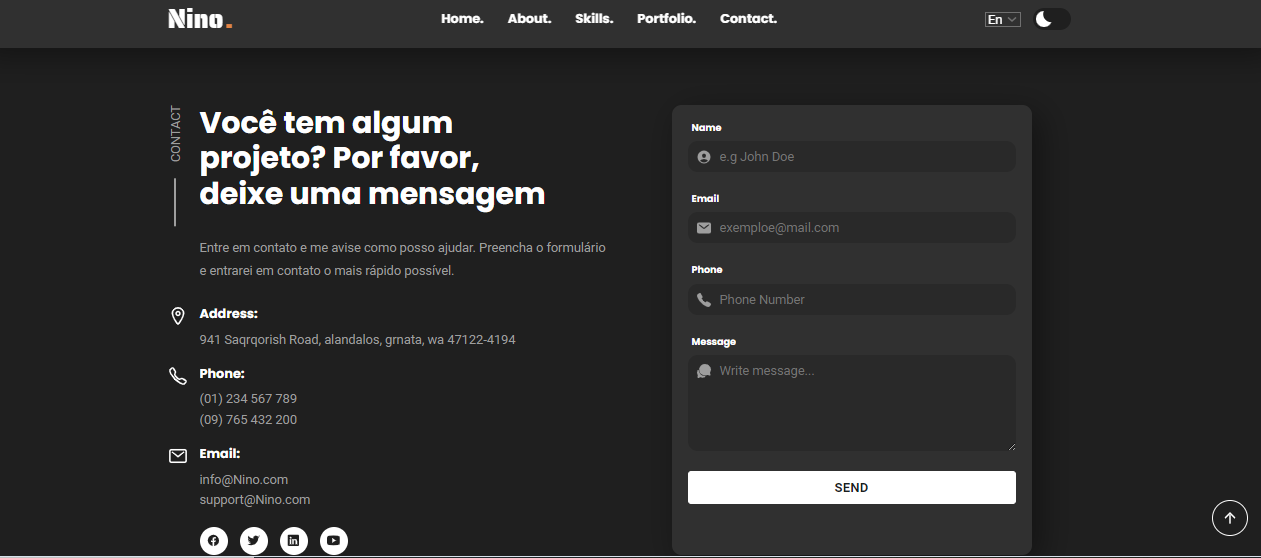 Nino.
Home. About. Skills. Portfolio. Contact.
En
CONTACT
Você tem algum
projeto? Por favor,
deixe uma mensagem
Entre em contato e me avise como posso ajudar. Preencha o formulário
e entrarei em contato o mais rápido possível.
Address:
941 Saqrqorish Road, alandalos, grnata, wa 47122-4194
Phone:
(01) 234 567 789
(09) 765 432 200
Email:
info@Nino.com
support@Nino.com
Name
e.g John Doe
Email
exemploe@mail.com
Phone
Phone Number
Message
Write message...
SEND